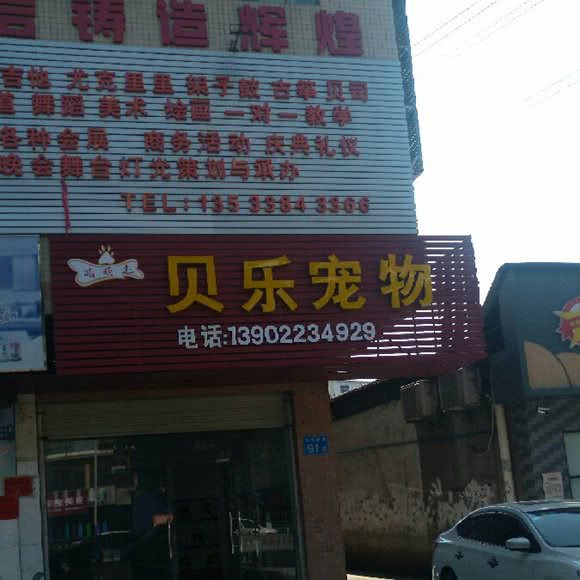 铸造辉煌
吉他 尤克里里 架子鼓 古筝 贝司
舞蹈 美术 绘画 一对一教学
各种会展 商务活动 庆典礼仪
晚会舞台灯光策划与承办
TEL: 13533843366
贝乐宠物
电话:13902234929
91